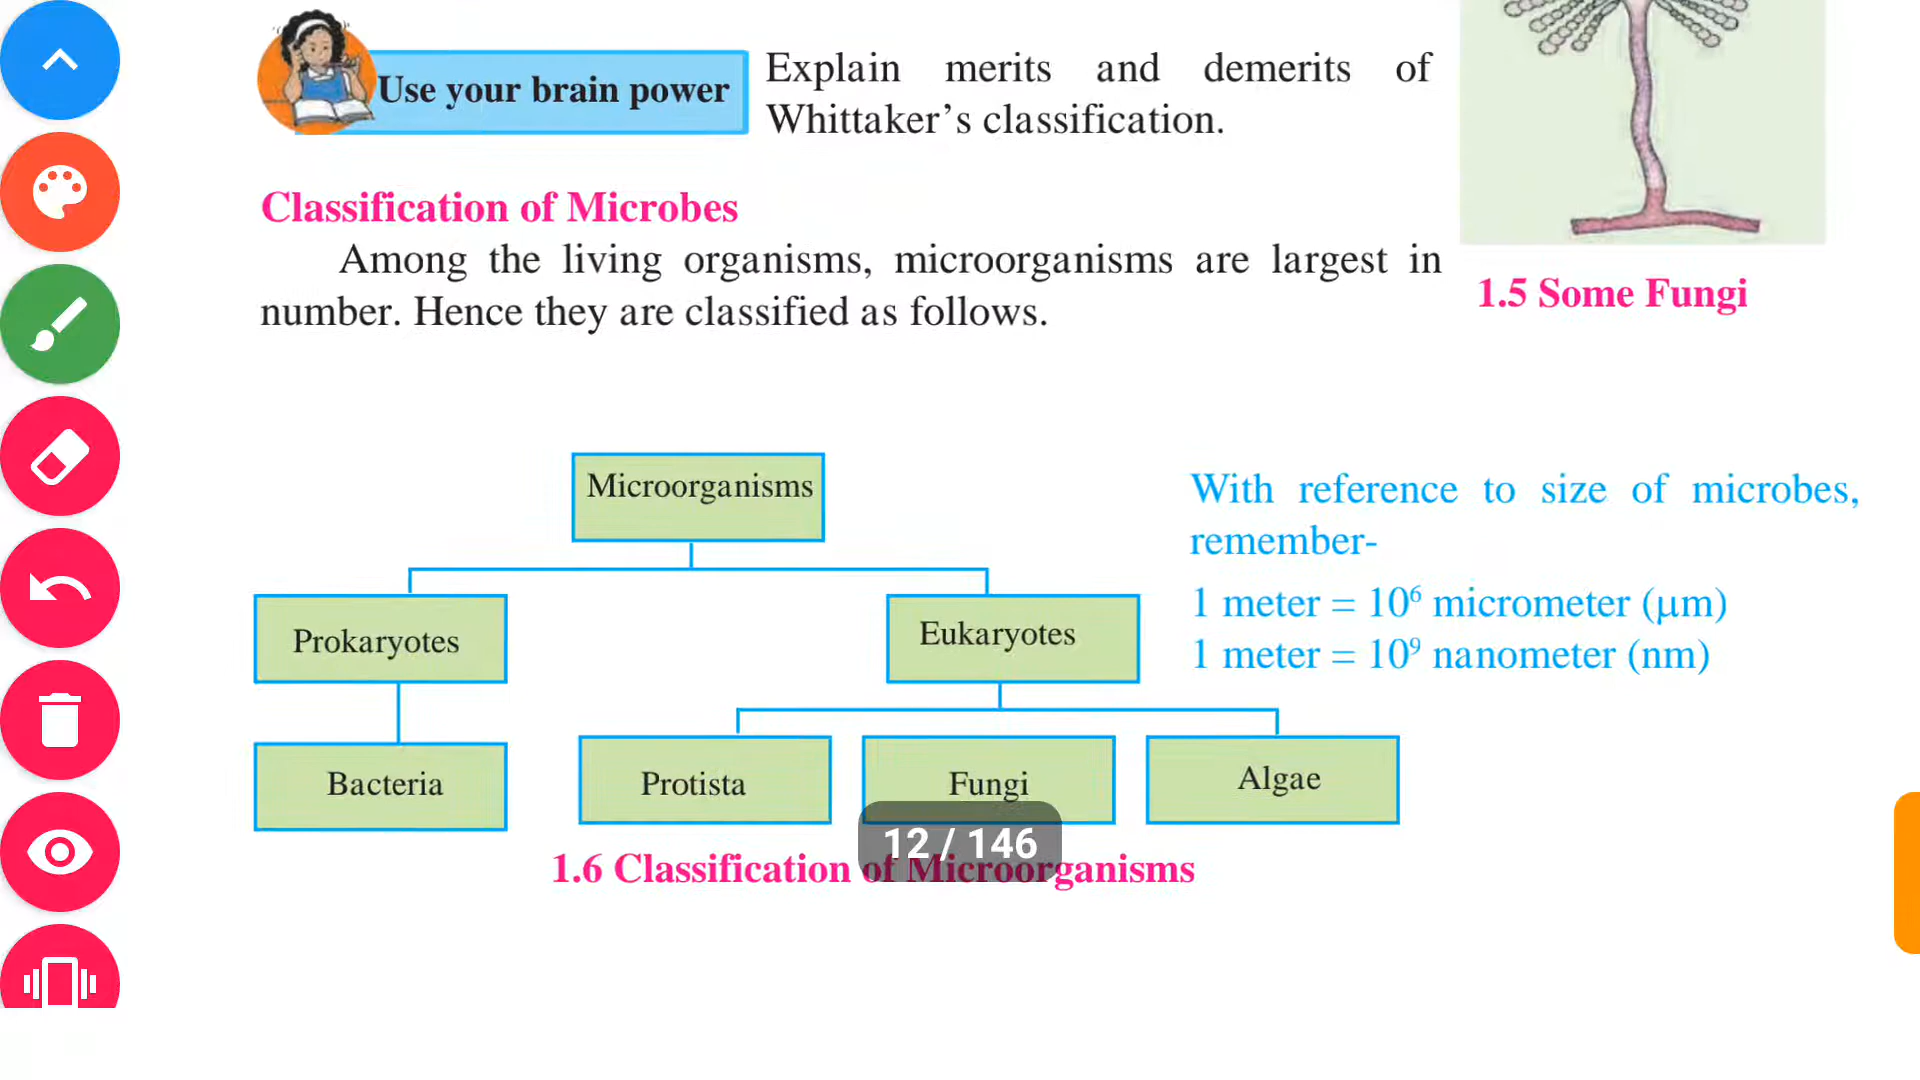 Use your brain power
Explain merits and demerits of
Whittaker’s classification.
Classification of Microbes
Among the living organisms, microorganisms are largest in
number. Hence they are classified as follows.
1.5 Some Fungi
Microorganisms
With reference to size of microbes,
remember-
1 meter = 10⁶ micrometer (µm)
1 meter = 10⁹ nanometer (nm)
Prokaryotes
Eukaryotes
Bacteria
Protista
Fungi
Algae
12 / 146
1.6 Classification of Microorganisms